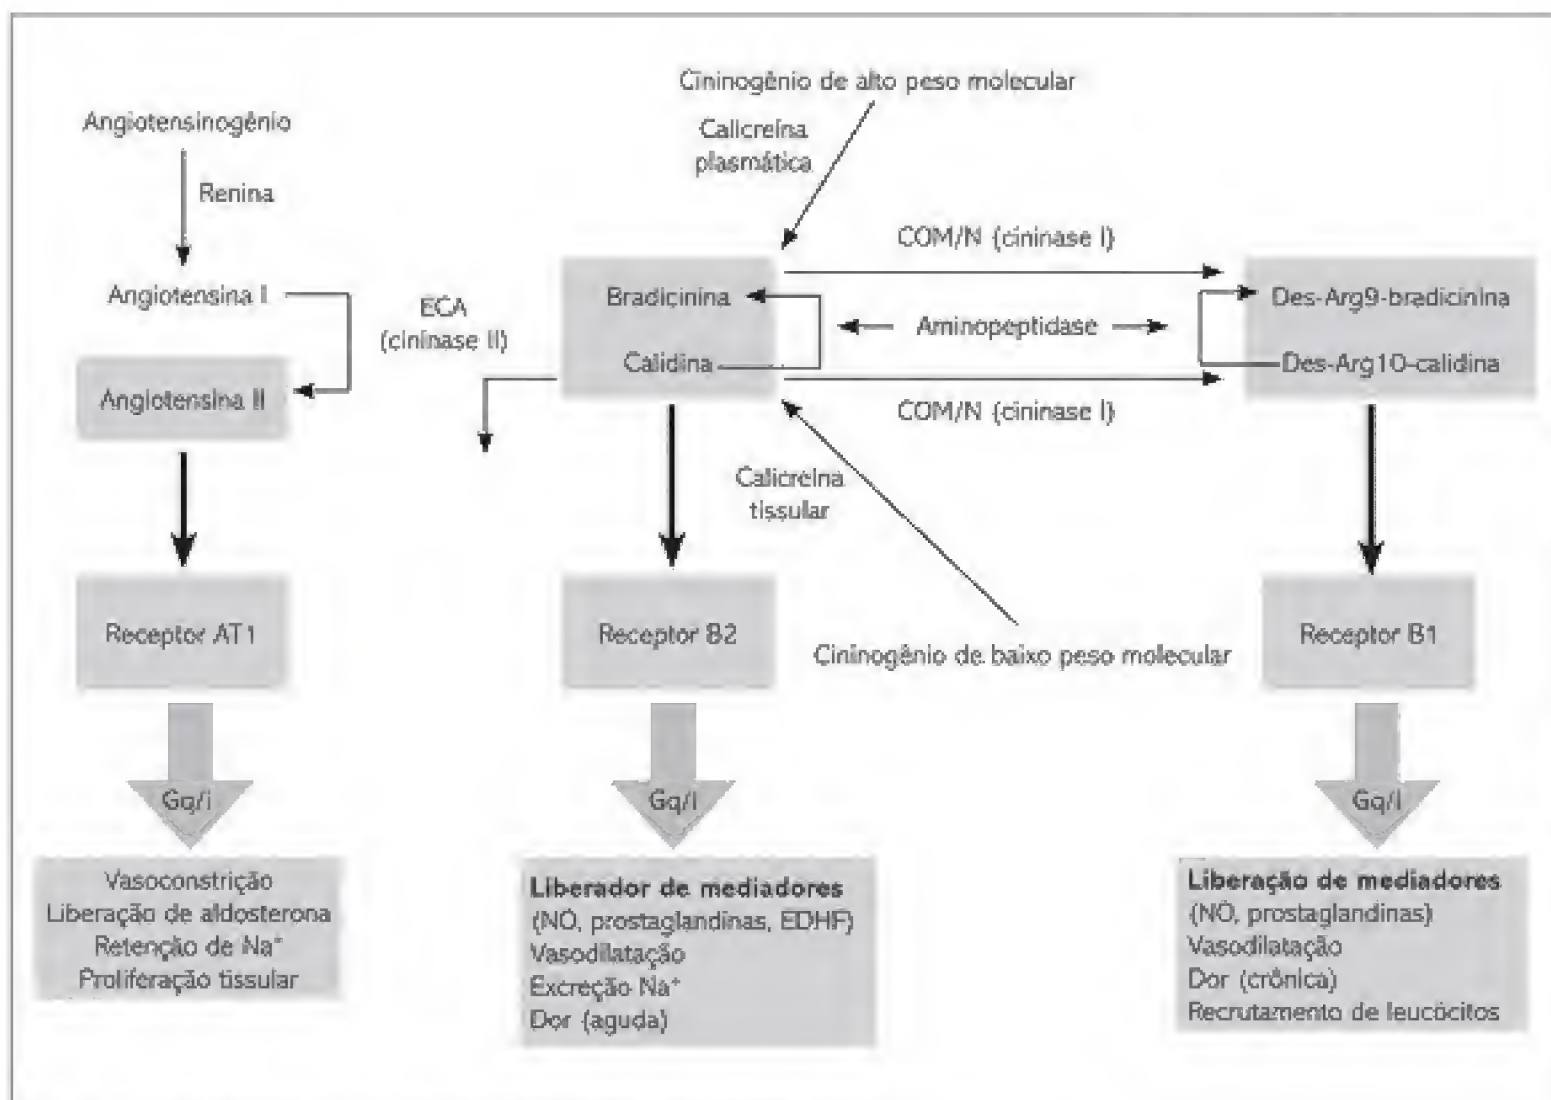 Angiotensinogênio
Renina
Angiotensina I
Angiotensina II
ECA
(cininase II)
Receptor AT1
Gq/i
Vasoconstrição
Liberação de aldosterona
Retenção de Na⁺
Proliferação tissular
Cininogênio de alto peso molecular
Calicreína
plasmática
Bradicinina
Calidina
COM/N (cininase I)
Aminopeptidase
COM/N (cininase I)
Des-Arg9-bradicinina
Des-Arg10-calidina
Calicreína
tissular
Cininogênio de baixo peso molecular
Receptor B2
Gq/I
Liberador de mediadores
(NO, prostaglandinas, EDHF)
Vasodilatação
Excreção Na⁺
Dor (aguda)
Receptor B1
Gq/I
Liberação de mediadores
(NO, prostaglandinas)
Vasodilatação
Dor (crônica)
Recrutamento de leucócitos